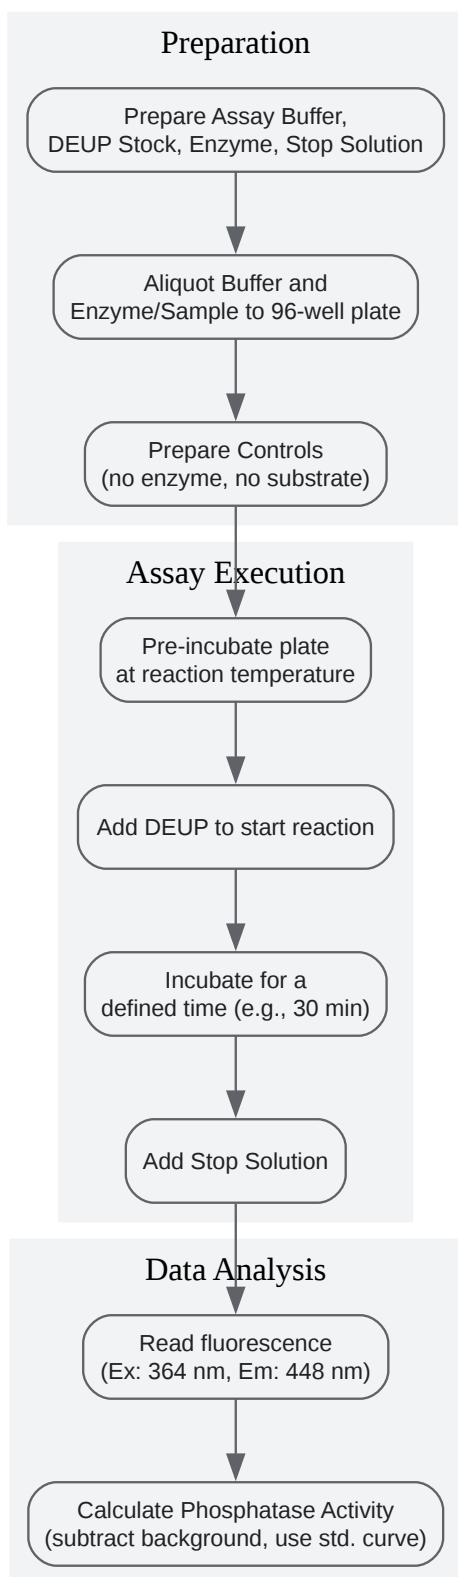 Preparation
Prepare Assay Buffer,
DEUP Stock, Enzyme, Stop Solution
Aliquot Buffer and
Enzyme/Sample to 96-well plate
Prepare Controls
(no enzyme, no substrate)
Assay Execution
Pre-incubate plate
at reaction temperature
Add DEUP to start reaction
Incubate for a
defined time (e.g., 30 min)
Add Stop Solution
Data Analysis
Read fluorescence
(Ex: 364 nm, Em: 448 nm)
Calculate Phosphatase Activity
(subtract background, use std. curve)